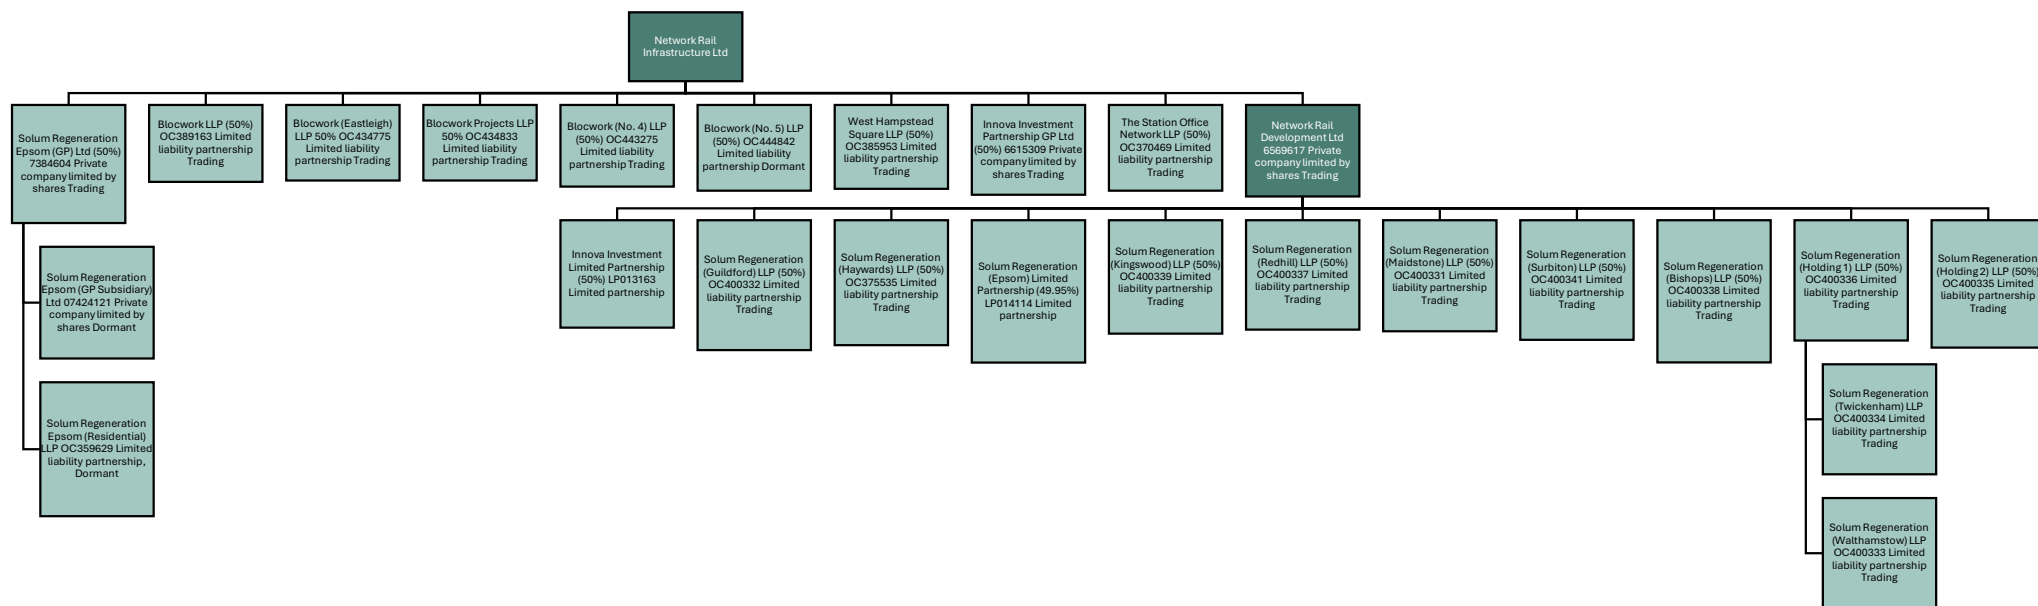 Network Rail
Infrastructure Ltd
Solum Regeneration
Epsom (GP) Ltd (50%)
7384604 Private
company limited by
shares Trading
Blocwork LLP (50%)
OC389163 Limited
liability partnership
Trading
Blocwork (Eastleigh)
LLP 50% OC434775
Limited liability
partnership Trading
Blocwork Projects LLP
50% OC434833
Limited liability
partnership Trading
Blocwork (No. 4) LLP
(50%) OC443275
Limited liability
partnership Trading
Blocwork (No. 5) LLP
(50%) OC444842
Limited liability
partnership Dormant
West Hampstead
Square LLP (50%)
OC385953 Limited
liability partnership
Trading
Innova Investment
Partnership GP Ltd
(50%) 6615309 Private
company limited by
shares Trading
The Station Office
Network LLP (50%)
OC370469 Limited
liability partnership
Trading
Network Rail
Development Ltd
6569617 Private
company limited by
shares Trading
Solum Regeneration
Epsom (GP Subsidiary)
Ltd 07424121 Private
company limited by
shares Dormant
Solum Regeneration
Epsom (Residential)
LLP OC359629 Limited
liability partnership,
Dormant
Innova Investment
Limited Partnership
(50%) LP013163
Limited partnership
Solum Regeneration
(Guildford) LLP (50%)
OC400332 Limited
liability partnership
Trading
Solum Regeneration
(Haywards) LLP (50%)
OC375535 Limited
liability partnership
Trading
Solum Regeneration
(Epsom) Limited
Partnership (49.95%)
LP014114 Limited
partnership
Solum Regeneration
(Kingswood) LLP (50%)
OC400339 Limited
liability partnership
Trading
Solum Regeneration
(Redhill) LLP (50%)
OC400337 Limited
liability partnership
Trading
Solum Regeneration
(Maidstone) LLP (50%)
OC400331 Limited
liability partnership
Trading
Solum Regeneration
(Surbiton) LLP (50%)
OC400341 Limited
liability partnership
Trading
Solum Regeneration
(Bishops) LLP (50%)
OC400338 Limited
liability partnership
Trading
Solum Regeneration
(Holding 1) LLP (50%)
OC400336 Limited
liability partnership
Trading
Solum Regeneration
(Holding 2) LLP (50%)
OC400335 Limited
liability partnership
Trading
Solum Regeneration
(Twickenham) LLP
OC400334 Limited
liability partnership
Trading
Solum Regeneration
(Walthamstow) LLP
OC400333 Limited
liability partnership
Trading